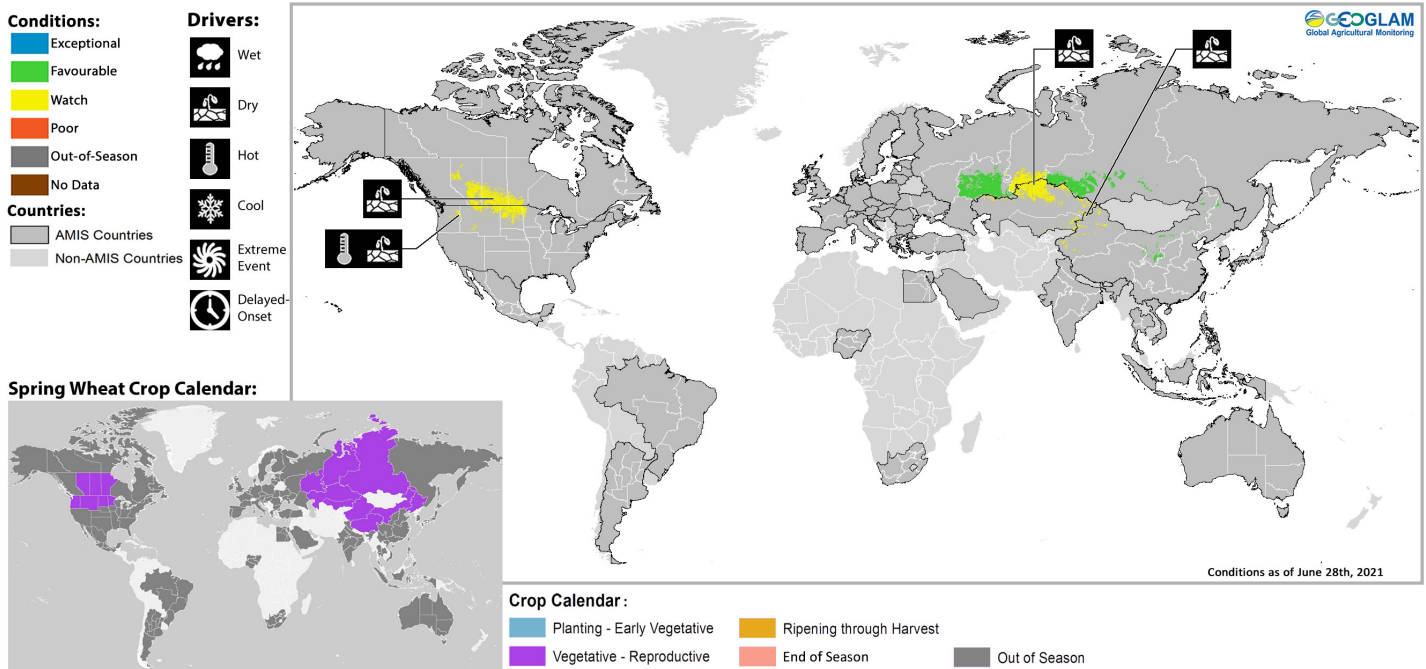 Conditions:
Exceptional
Favourable
Watch
Poor
Out-of-Season
No Data
Countries:
AMIS Countries
Non-AMIS Countries
Drivers:
Wet
Dry
Hot
Cool
Extreme
Event
Delayed-
Onset
GEOGLAM
Global Agricultural Monitoring
Conditions as of June 28th, 2021
Spring Wheat Crop Calendar:
Crop Calendar :
Planting - Early Vegetative
Vegetative - Reproductive
Ripening through Harvest
End of Season
Out of Season